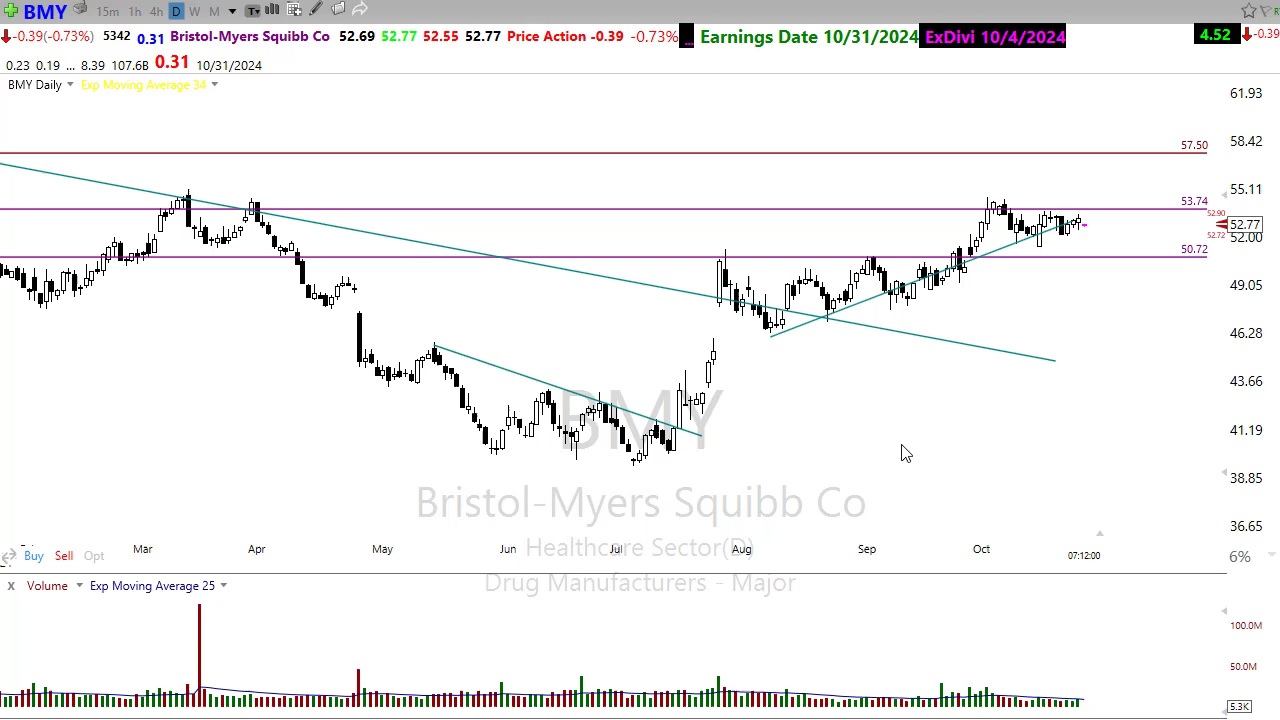 BMY 15m 1h 4h D W M T
-0.39(-0.73%) 5342 0.31 Bristol-Myers Squibb Co 52.69 52.77 52.55 52.77 Price Action -0.39 -0.73% ... Earnings Date 10/31/2024 ExDivi 10/4/2024 4.52 -0.39
0.23 0.19 ... 8.39 107.6B 0.31 10/31/2024
BMY Daily Exp Moving Average 34
61.93
58.42
57.50
55.11
53.74
52.90
52.77
52.72
52.00
50.72
49.05
46.28
43.66
BMY
41.19
38.85
Bristol-Myers Squibb Co
36.65
Mar Apr May Jun Jul Aug Sep Oct
Healthcare Sector(D)
Buy Sell Opt 07:12:00 6%
Drug Manufacturers - Major
X Volume Exp Moving Average 25
100.0M
50.0M
5.3K